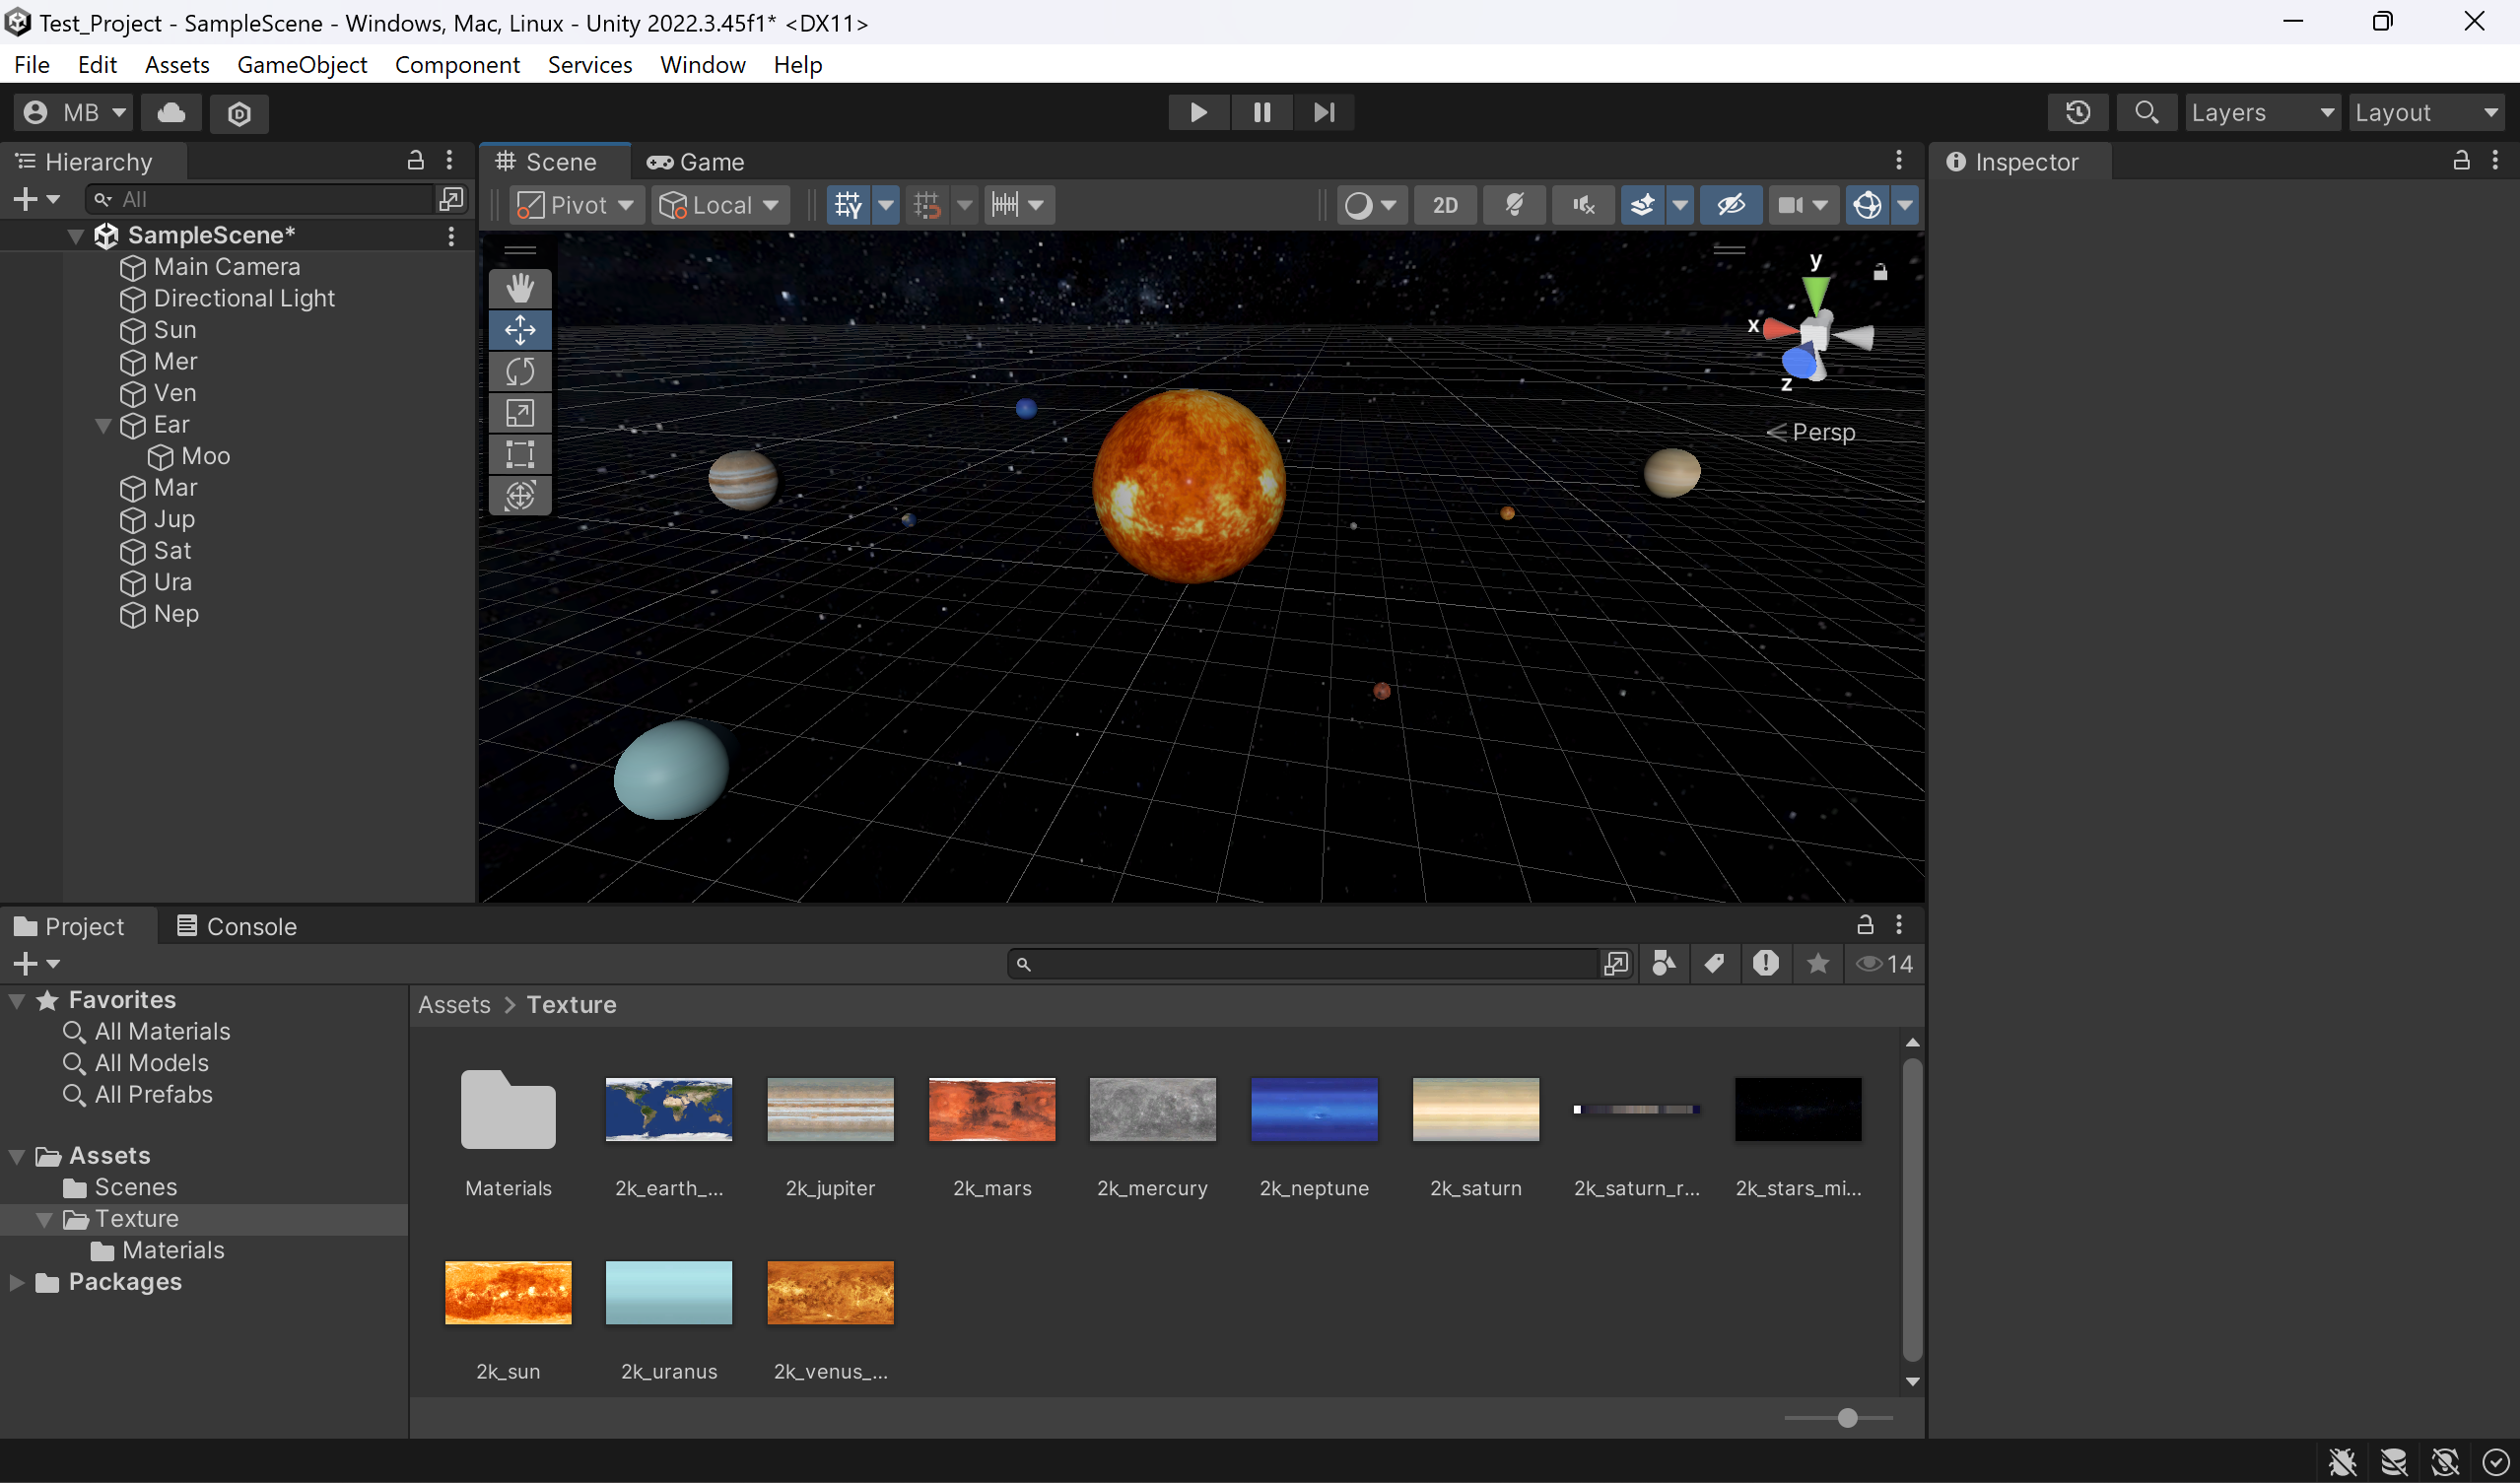 Test_Project - SampleScene - Windows, Mac, Linux - Unity 2022.3.45f1* <DX11>
File Edit Assets GameObject Component Services Window Help
MB
Layers
Layout
Hierarchy
All
SampleScene*
Main Camera
Directional Light
Sun
Mer
Ven
Ear
Moo
Mar
Jup
Sat
Ura
Nep
Scene
Game
Pivot
Local
2D
y
x
z
Persp
Inspector
Project
Console
14
Favorites
All Materials
All Models
All Prefabs
Assets
Scenes
Texture
Materials
Packages
Assets > Texture
Materials
2k_earth_...
2k_jupiter
2k_mars
2k_mercury
2k_neptune
2k_saturn
2k_saturn_r...
2k_stars_mi...
2k_sun
2k_uranus
2k_venus_...